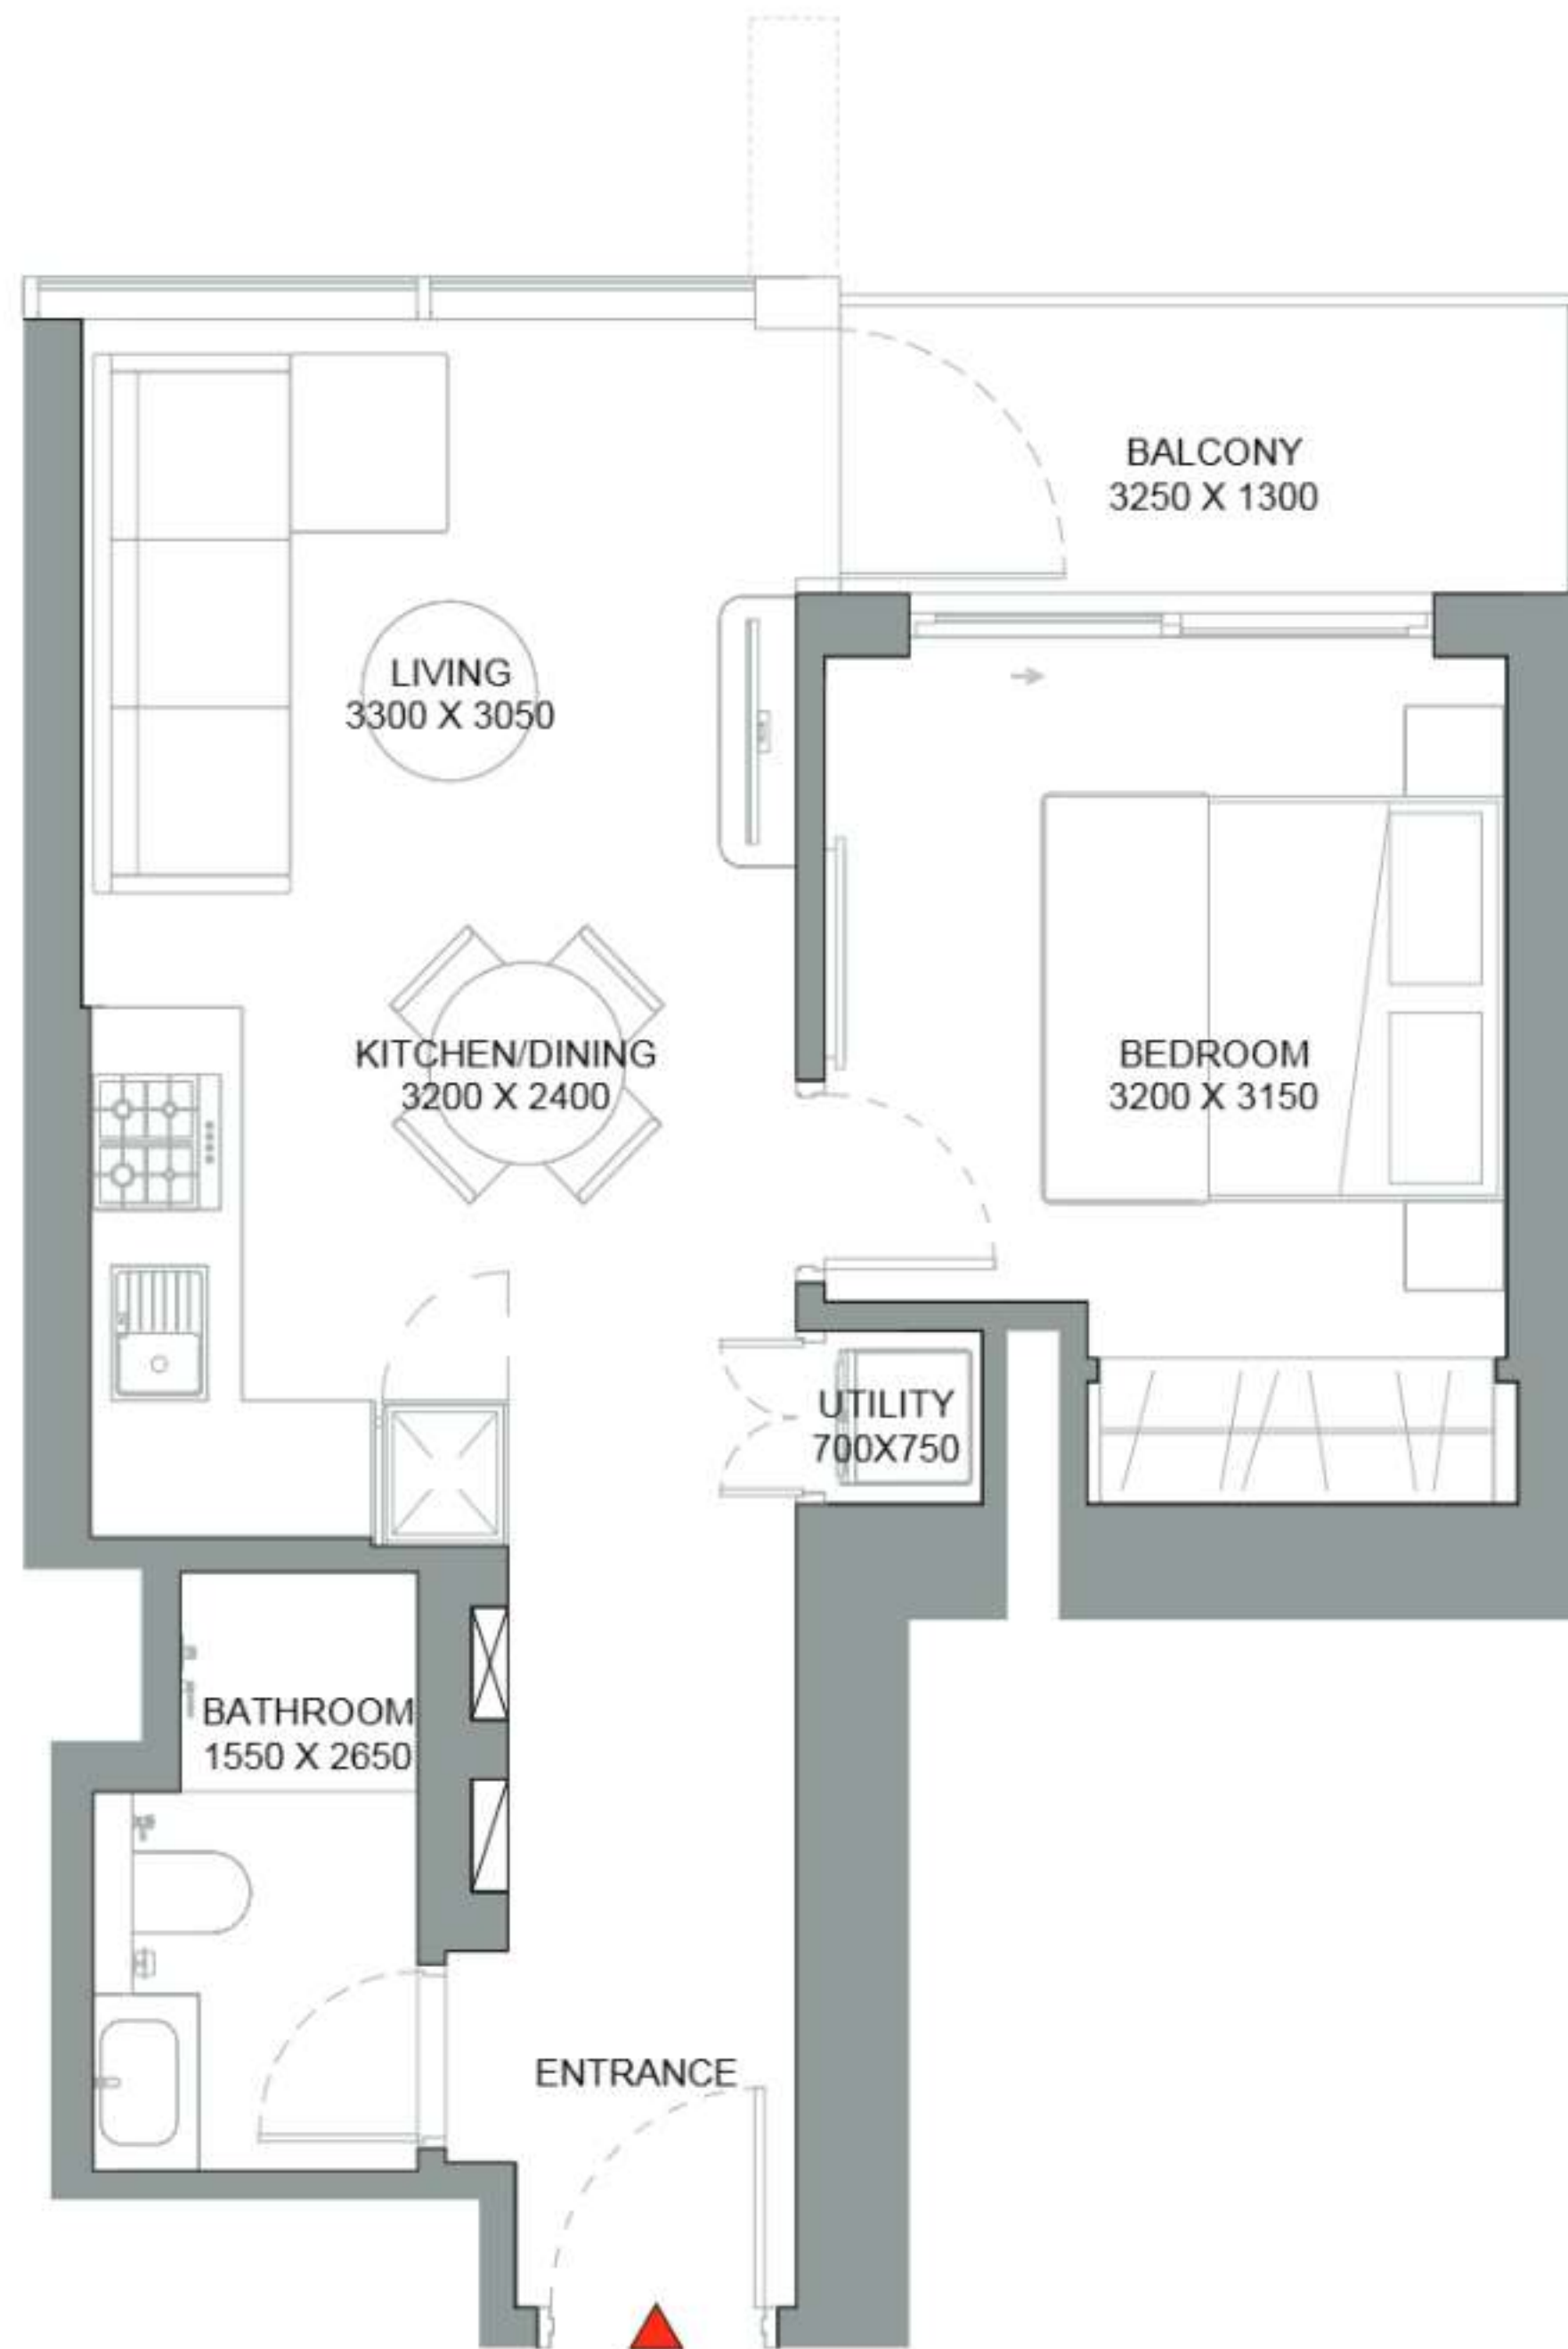 BALCONY
3250 X 1300
LIVING
3300 X 3050
KITCHEN/DINING
3200 X 2400
BEDROOM
3200 X 3150
UTILITY
700X750
BATHROOM
1550 X 2650
ENTRANCE